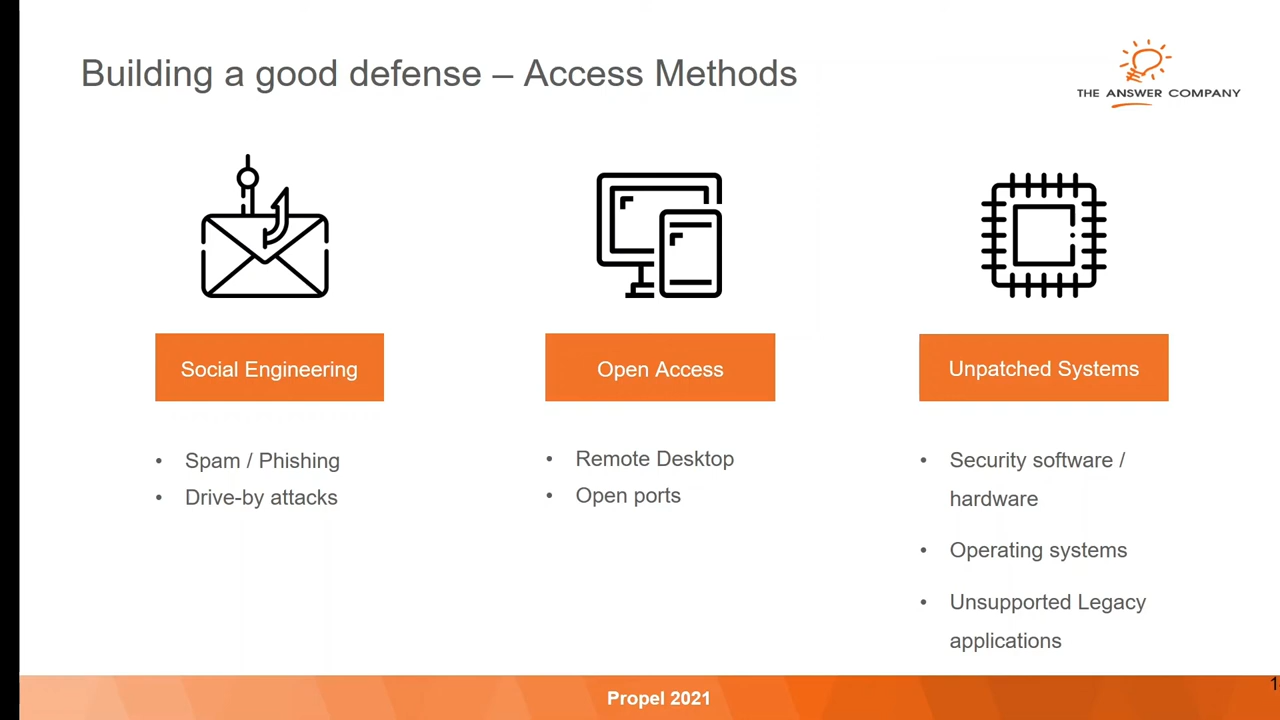 Building a good defense – Access Methods
THE ANSWER COMPANY
Social Engineering
• Spam / Phishing
• Drive-by attacks
Open Access
• Remote Desktop
• Open ports
Unpatched Systems
• Security software /
hardware
• Operating systems
• Unsupported Legacy
applications
Propel 2021